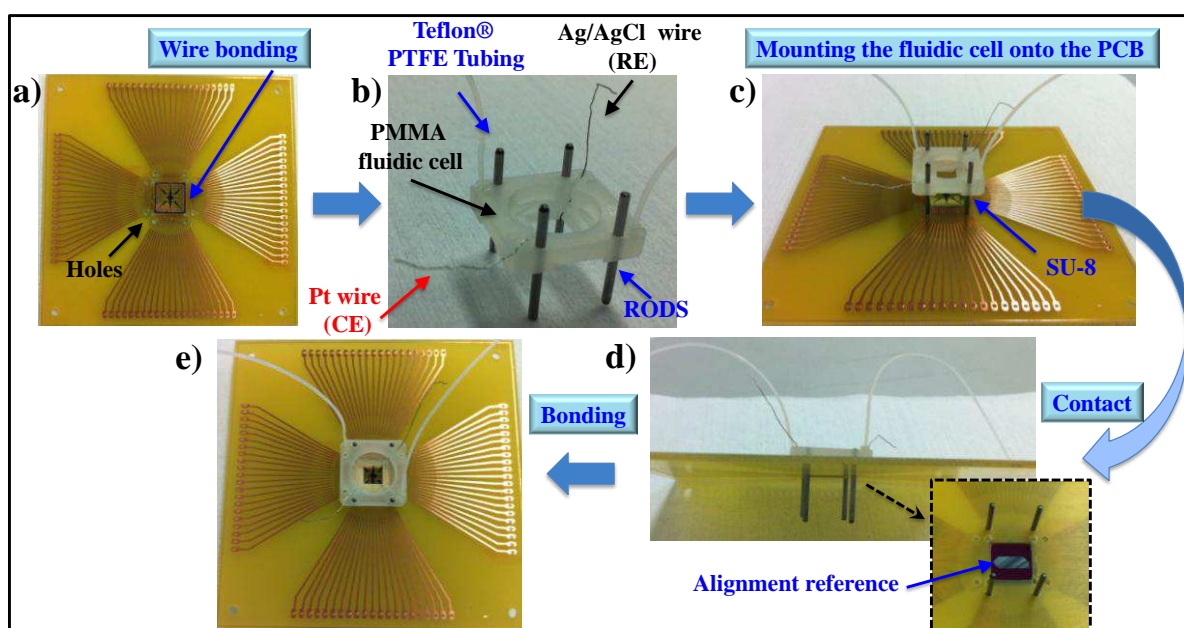 Wire bonding
a)
Holes
Teflon®
PTFE Tubing
Ag/AgCl wire
(RE)
b)
PMMA
fluidic cell
Pt wire
(CE)
RODS
Mounting the fluidic cell onto the PCB
c)
SU-8
Contact
d)
Alignment reference
Bonding
e)